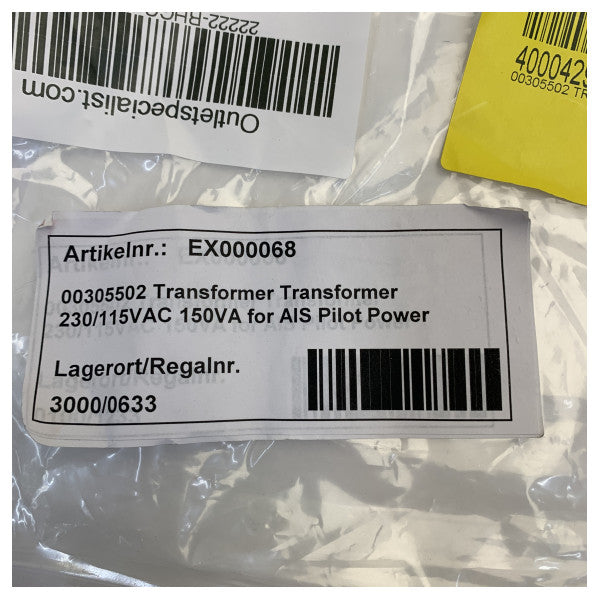 22222-RHC
Outletspecialist.com
400042
00305502 TR
Artikelnr.: EX000068
00305502 Transformer Transformer
230/115VAC 150VA for AIS Pilot Power
Lagerort/Regalnr.
3000/0633